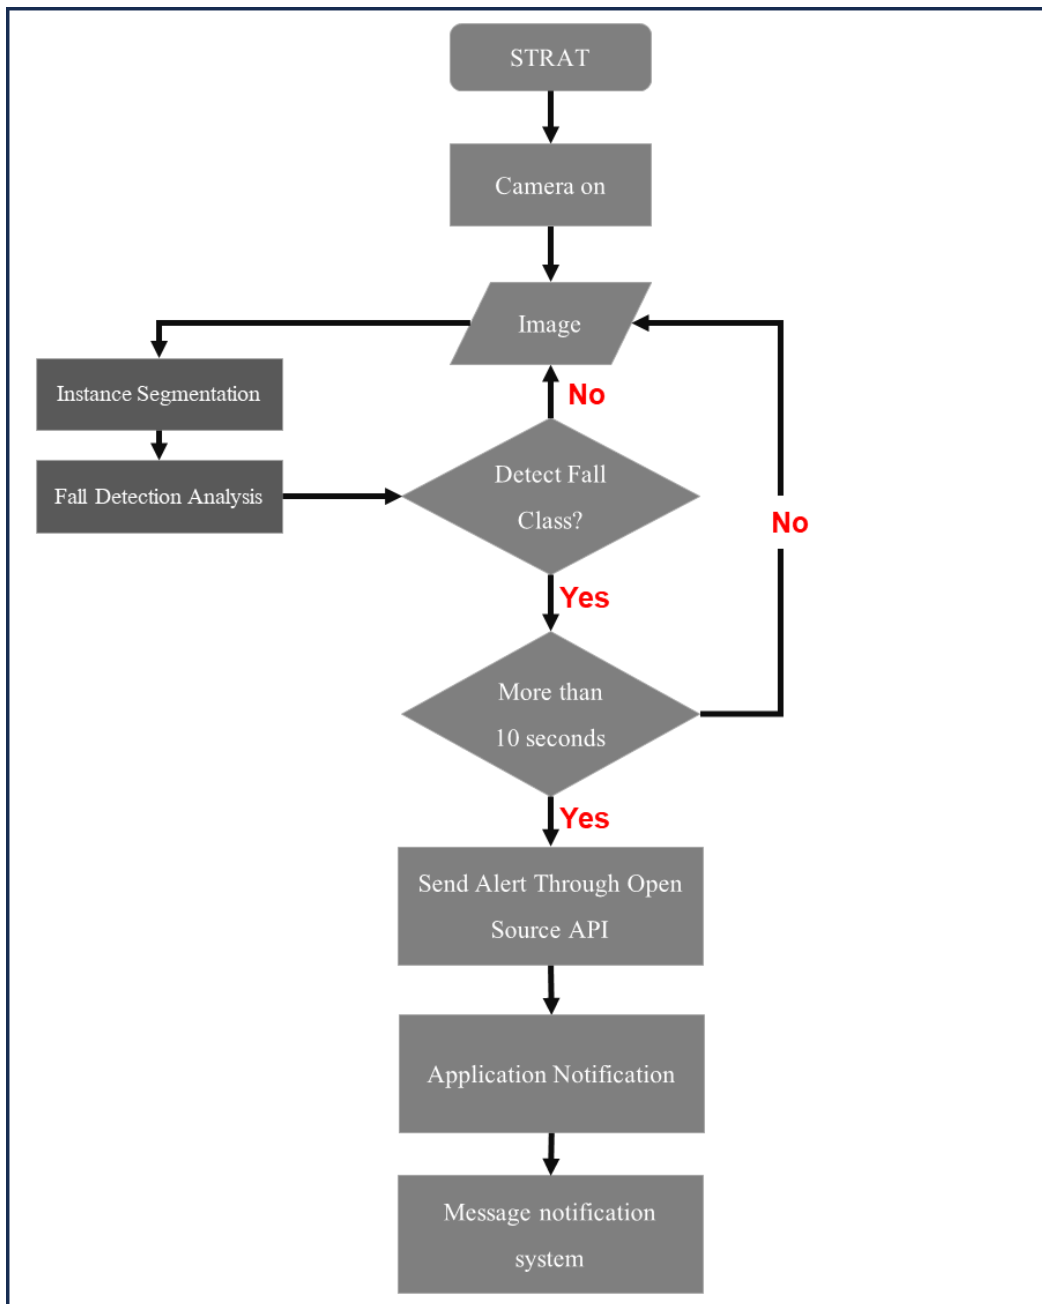 STRAT
Camera on
Image
Instance Segmentation
No
Fall Detection Analysis
Detect Fall
Class?
No
Yes
More than
10 seconds
Yes
Send Alert Through Open
Source API
Application Notification
Message notification
system